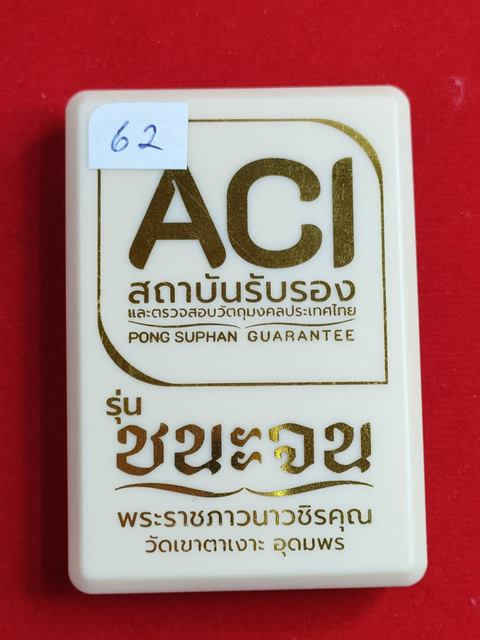 62
ACI
สถาบันรับรอง
และตรวจสอบวัตถุมงคลประเทศไทย
PONG SUPHAN GUARANTEE
รุ่น
ชนะจน
พระราชภาวนาวชิรคุณ
วัดเขาตาเงาะ อุดมพร